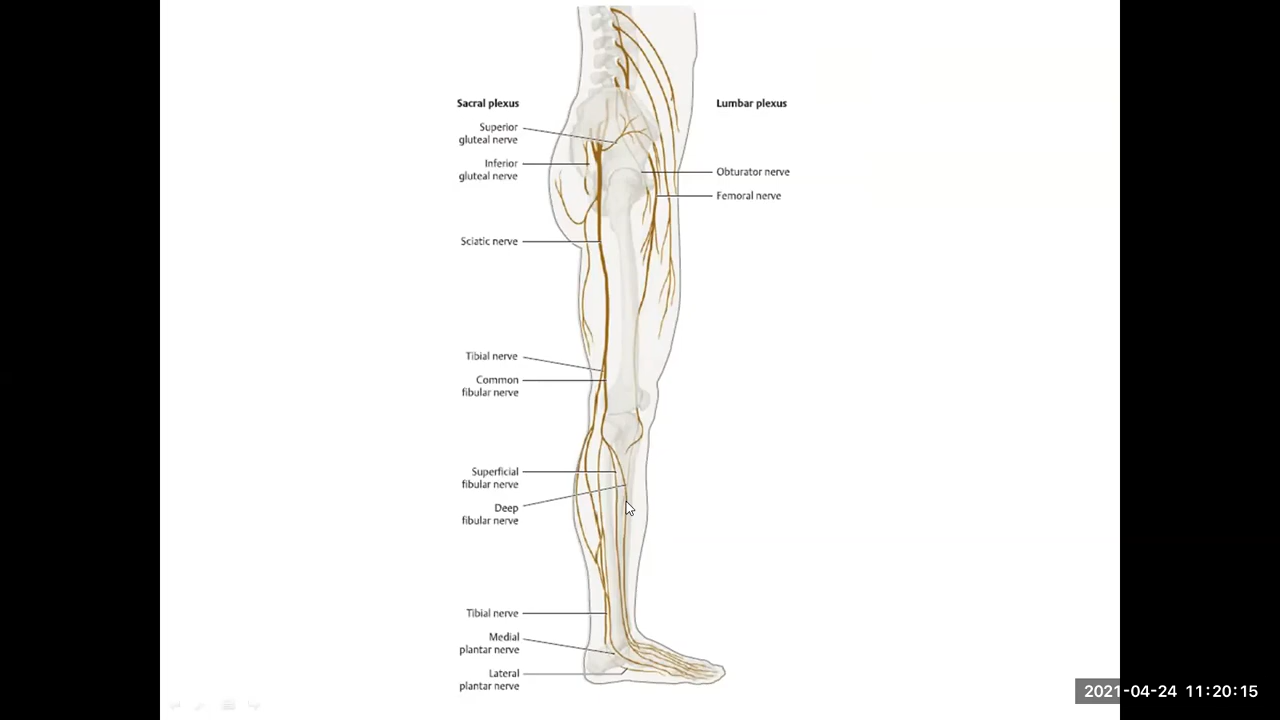 Sacral plexus
Lumbar plexus
Superior
gluteal nerve
Inferior
gluteal nerve
Obturator nerve
Femoral nerve
Sciatic nerve
Tibial nerve
Common
fibular nerve
Superficial
fibular nerve
Deep
fibular nerve
Tibial nerve
Medial
plantar nerve
Lateral
plantar nerve
2021-04-24 11:20:15